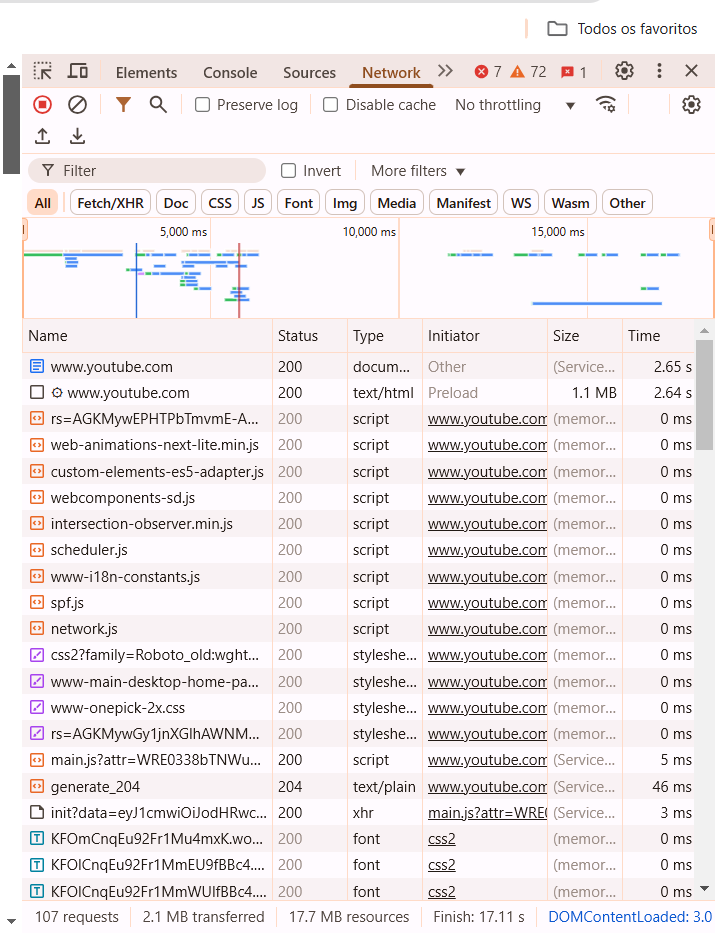 Todos os favoritos
Elements Console Sources Network 7 72 1
Preserve log Disable cache No throttling
Filter Invert More filters
All Fetch/XHR Doc CSS JS Font Img Media Manifest WS Wasm Other
5,000 ms 10,000 ms 15,000 ms
Name Status Type Initiator Size Time
www.youtube.com 200 docum... Other (Service... 2.65 s
www.youtube.com 200 text/html Preload 1.1 MB 2.64 s
rs=AGKMywEPHTPbTmvmE-A... 200 script www.youtube.com (memor... 0 ms
web-animations-next-lite.min.js 200 script www.youtube.com (memor... 0 ms
custom-elements-es5-adapter.js 200 script www.youtube.com (memor... 0 ms
webcomponents-sd.js 200 script www.youtube.com (memor... 0 ms
intersection-observer.min.js 200 script www.youtube.com (memor... 0 ms
scheduler.js 200 script www.youtube.com (memor... 0 ms
www-i18n-constants.js 200 script www.youtube.com (memor... 0 ms
spf.js 200 script www.youtube.com (memor... 0 ms
network.js 200 script www.youtube.com (memor... 0 ms
css2?family=Roboto_old:wght... 200 styleshe... www.youtube.com (memor... 0 ms
www-main-desktop-home-pa... 200 styleshe... www.youtube.com (memor... 0 ms
www-onepick-2x.css 200 styleshe... www.youtube.com (memor... 0 ms
rs=AGKMywGy1jnXGlhAWNM... 200 styleshe... www.youtube.com (memor... 0 ms
main.js?attr=WRE0338bTNWu... 200 script www.youtube.com (Service... 5 ms
generate_204 204 text/plain www.youtube.com (Service... 46 ms
init?data=eyJ1cmwiOiJodHRwc... 200 xhr main.js?attr=WRE( (Service... 3 ms
KFOmCnqEu92Fr1Mu4mxK.wo... 200 font css2 (memor... 0 ms
KFOlCnqEu92Fr1MmEU9fBBc4.... 200 font css2 (memor... 0 ms
KFOlCnqEu92Fr1MmWUlfBBc4.... 200 font css2 (memor... 0 ms
107 requests 2.1 MB transferred 17.7 MB resources Finish: 17.11 s DOMContentLoaded: 3.0